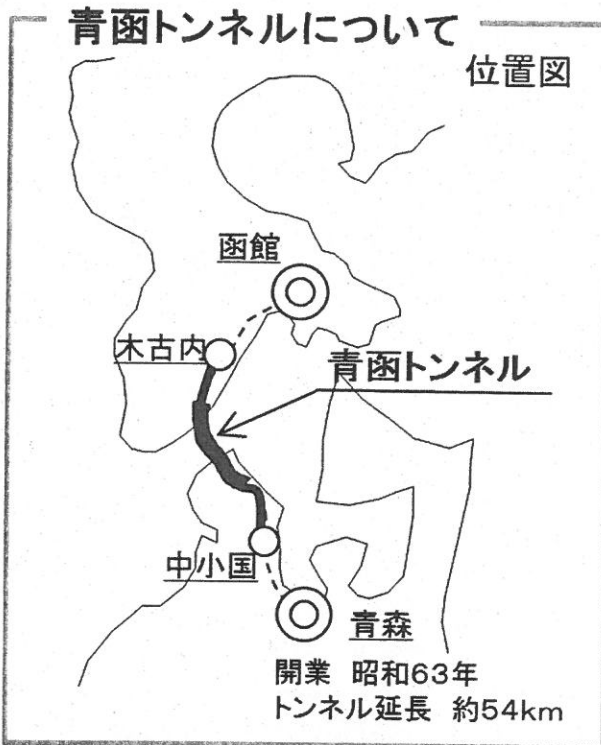 青函トンネルについて
位置図
函館
木古内
青函トンネル
中小国
青森
開業 昭和63年
トンネル延長 約54km